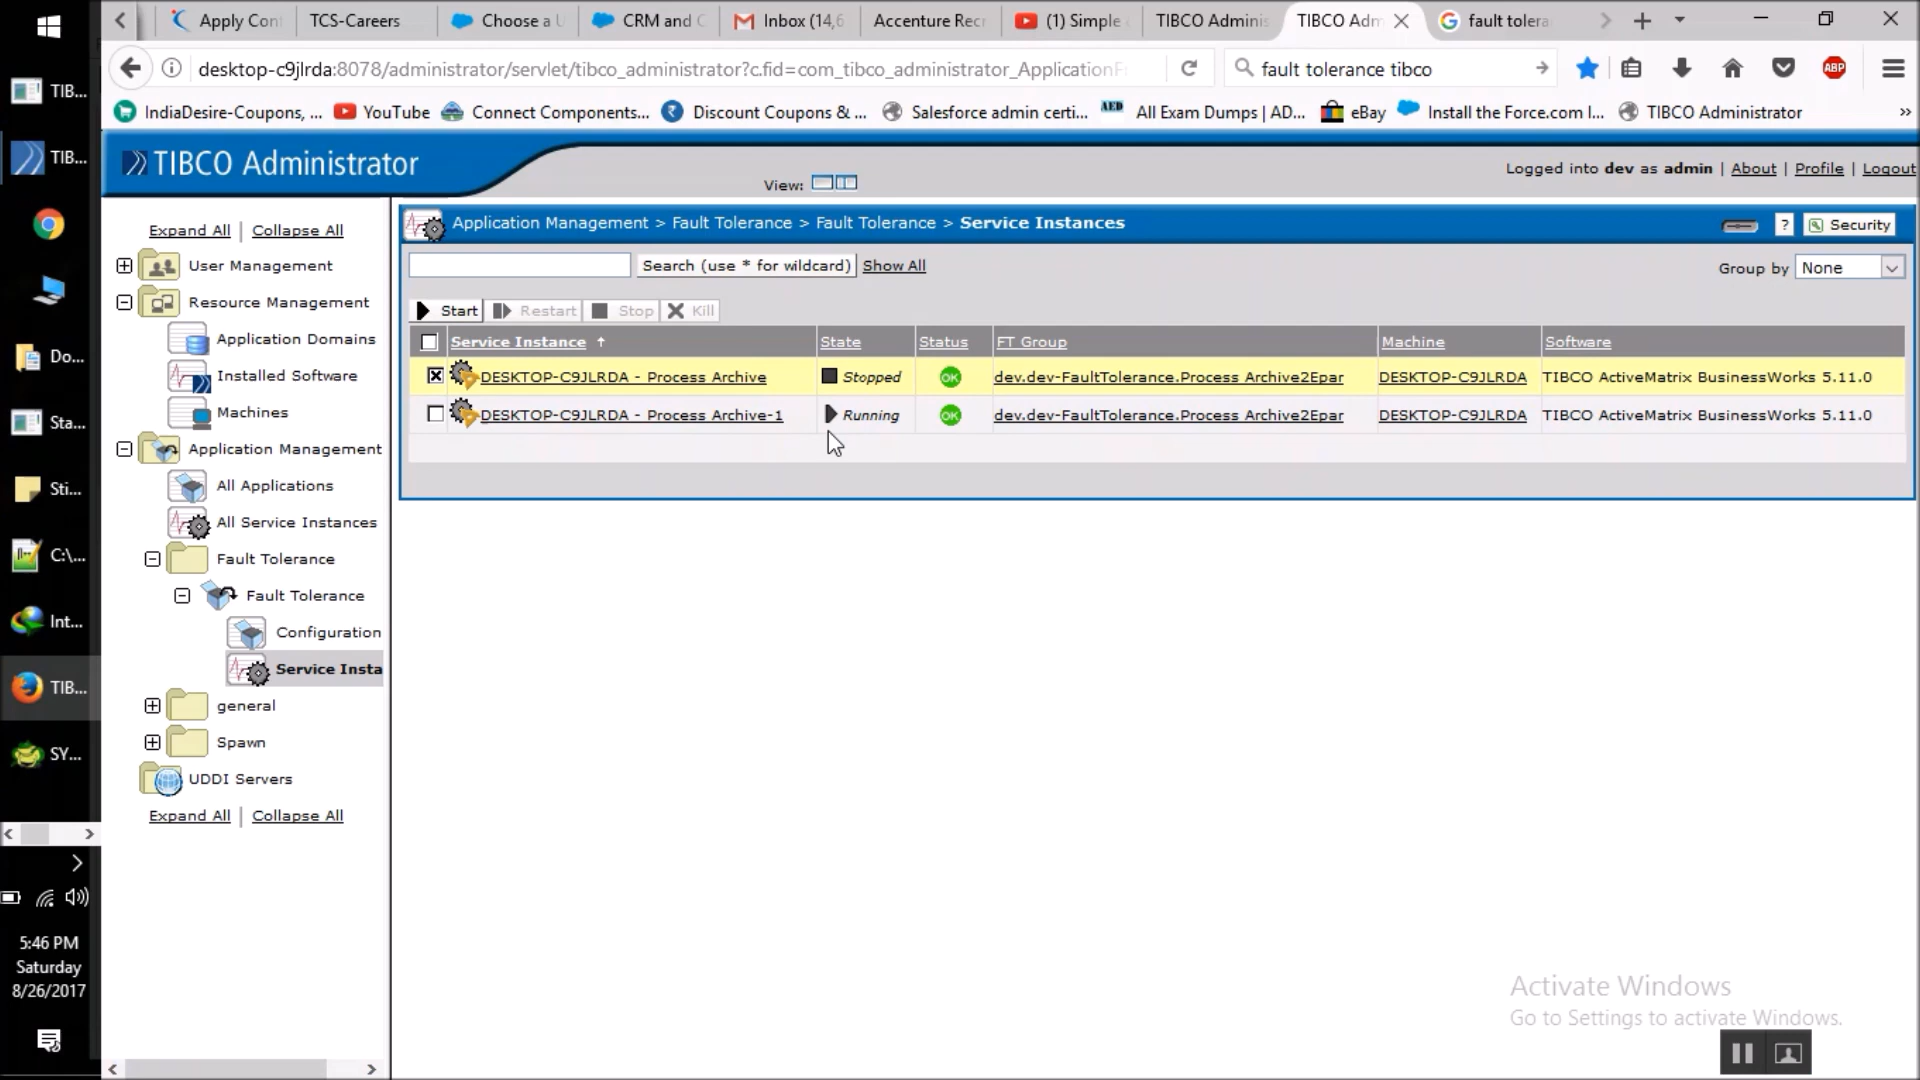 Apply Con
TCS-Careers
Choose a U
CRM and C
Inbox (14,6
Accenture Recr
(1) Simple
TIBCO Adminis
TIBCO Adm
fault tolera
desktop-c9jlrda:8078/administrator/servlet/tibco_administrator?c.fid=com_tibco_administrator_ApplicationF
fault tolerance tibco
ABP
IndiaDesire-Coupons, ...
YouTube
Connect Components...
Discount Coupons & ...
Salesforce admin certi...
AED
All Exam Dumps | AD...
eBay
Install the Force.com I...
TIBCO Administrator
TIBCO Administrator
View:
Logged into dev as admin | About | Profile | Logout
Expand All | Collapse All
User Management
Resource Management
Application Domains
Installed Software
Machines
Application Management
All Applications
All Service Instances
Fault Tolerance
Fault Tolerance
Configuration
Service Insta
general
Spawn
UDDI Servers
Expand All | Collapse All
Application Management > Fault Tolerance > Fault Tolerance > Service Instances
?
Security
Search (use * for wildcard)
Show All
Group by
None
Start
Restart
Stop
Kill
Service Instance State Status FT Group Machine Software
DESKTOP-C9JLRDA - Process Archive Stopped OK dev.dev-FaultTolerance.Process Archive2Epar DESKTOP-C9JLRDA TIBCO ActiveMatrix BusinessWorks 5.11.0
DESKTOP-C9JLRDA - Process Archive-1 Running OK dev.dev-FaultTolerance.Process Archive2Epar DESKTOP-C9JLRDA TIBCO ActiveMatrix BusinessWorks 5.11.0
TIB...
TIB...
Do...
Sta...
Sti...
C:\...
Int...
TIB...
SY...
5:46 PM
Saturday
8/26/2017
Activate Windows
Go to Settings to activate Windows.